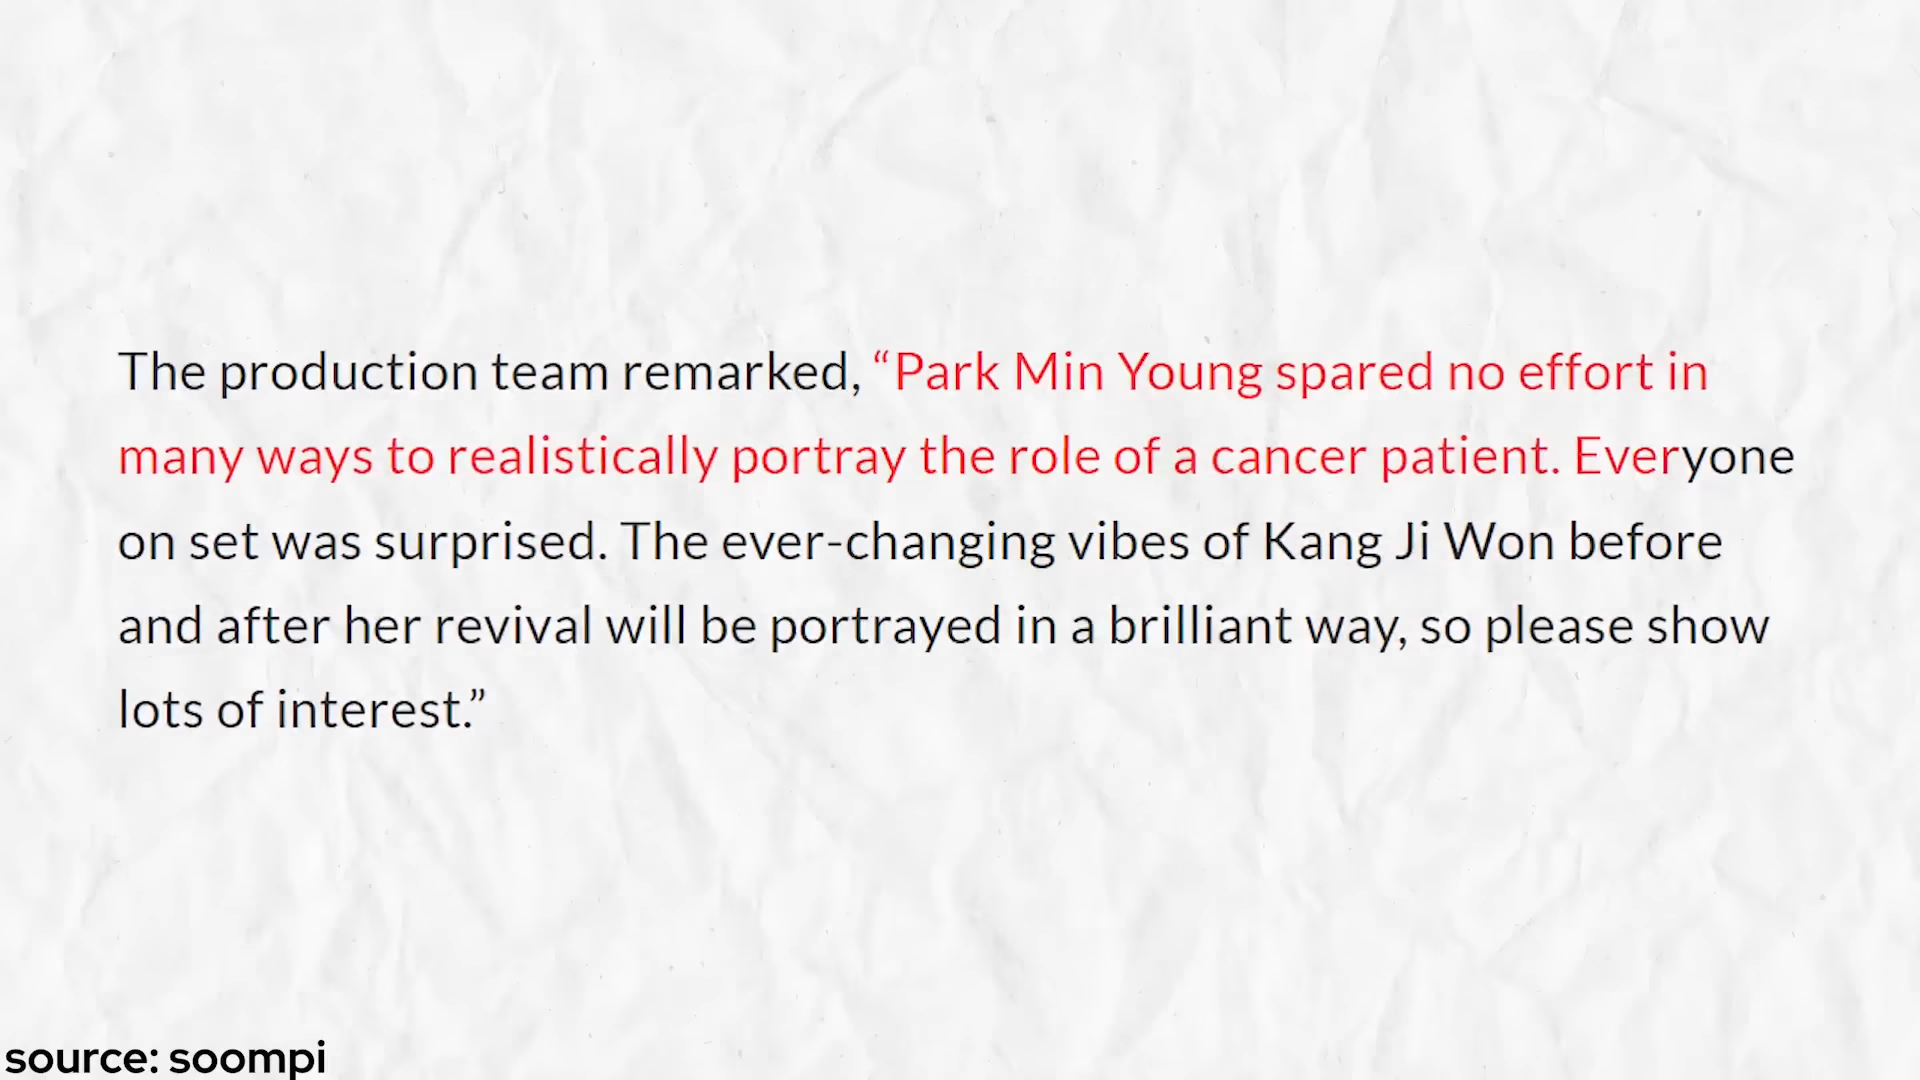 The production team remarked, “Park Min Young spared no effort in
many ways to realistically portray the role of a cancer patient. Everyone
on set was surprised. The ever-changing vibes of Kang Ji Won before
and after her revival will be portrayed in a brilliant way, so please show
lots of interest.”
source: soompi